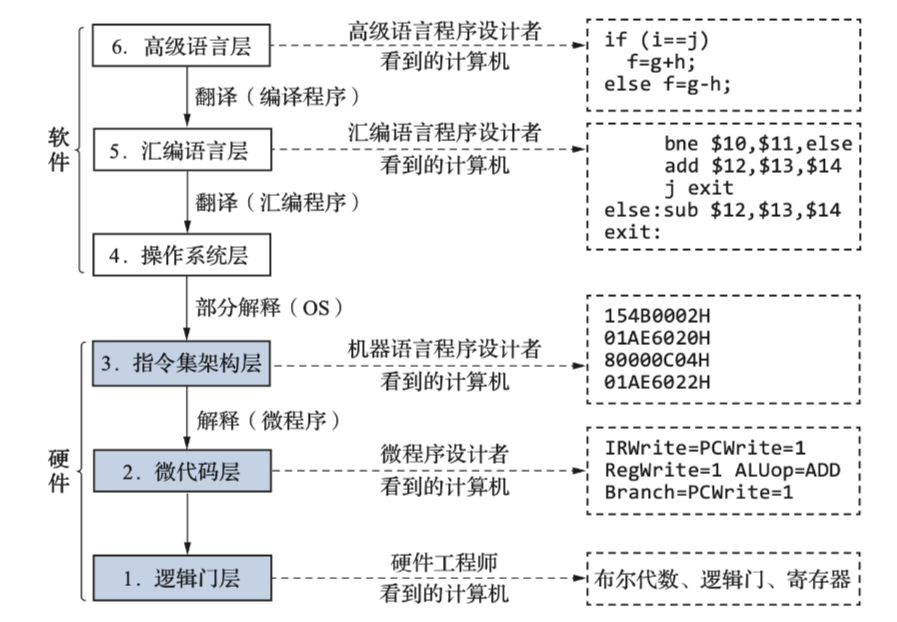 6. 高级语言层
高级语言程序设计者
看到的计算机
if (i==j)
f=g+h;
else f=g-h;
翻译（编译程序）
软件
5. 汇编语言层
汇编语言程序设计者
看到的计算机
bne $10,$11,else
add $12,$13,$14
j exit
else:sub $12,$13,$14
exit:
翻译（汇编程序）
4. 操作系统层
部分解释（OS）
3. 指令集架构层
机器语言程序设计者
看到的计算机
154B0002H
01AE6020H
80000C04H
01AE6022H
解释（微程序）
硬件
2. 微代码层
微程序设计者
看到的计算机
IRWrite=PCWrite=1
RegWrite=1 ALUop=ADD
Branch=PCWrite=1
1. 逻辑门层
硬件工程师
看到的计算机
布尔代数、逻辑门、寄存器